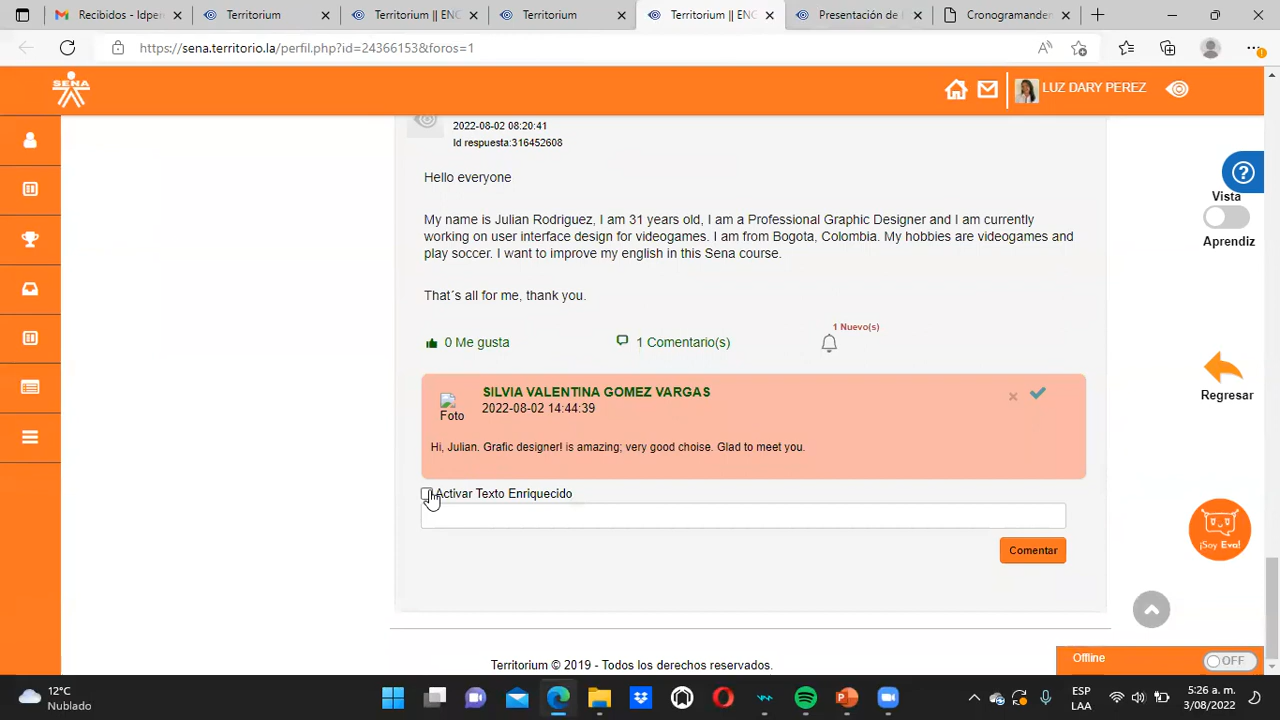 Recibidos - Idper
Territorium
Territorium || ENC
Territorium
Territorium || ENC
Presentación de
Cronogramander
https://sena.territorio.la/perfil.php?id=24366153&foros=1
SENA
LUZ DARY PEREZ
2022-08-02 08:20:41
Id respuesta:316452608
Hello everyone
My name is Julian Rodriguez, I am 31 years old, I am a Professional Graphic Designer and I am currently
working on user interface design for videogames. I am from Bogota, Colombia. My hobbies are videogames and
play soccer. I want to improve my english in this Sena course.
That´s all for me, thank you.
0 Me gusta
1 Comentario(s)
1 Nuevo(s)
Foto
SILVIA VALENTINA GOMEZ VARGAS
2022-08-02 14:44:39
Hi, Julian. Grafic designer! is amazing; very good choise. Glad to meet you.
Activar Texto Enriquecido
Comentar
Vista
Aprendiz
Regresar
¡Soy Eva!
Territorium © 2019 - Todos los derechos reservados.
Offline
OFF
12°C
Nublado
ESP
LAA
5:26 a. m.
3/08/2022